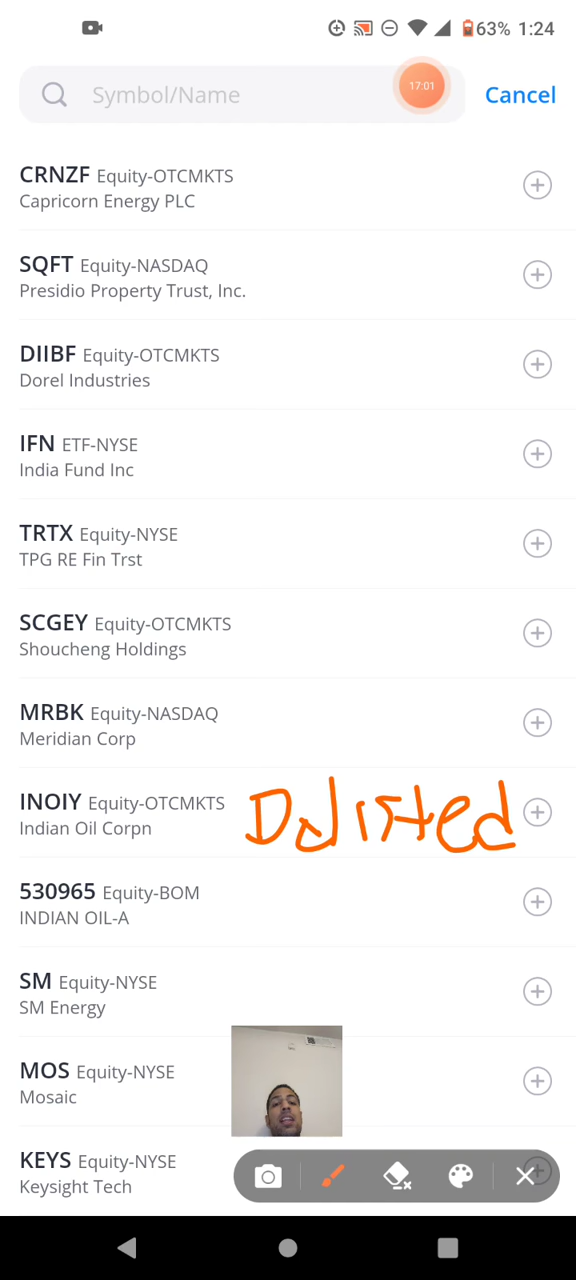 63% 1:24
Symbol/Name
17:01
Cancel
CRNZF Equity-OTCMKTS
Capricorn Energy PLC
SQFT Equity-NASDAQ
Presidio Property Trust, Inc.
DIIBF Equity-OTCMKTS
Dorel Industries
IFN ETF-NYSE
India Fund Inc
TRTX Equity-NYSE
TPG RE Fin Trst
SCGEY Equity-OTCMKTS
Shoucheng Holdings
MRBK Equity-NASDAQ
Meridian Corp
INOIY Equity-OTCMKTS
Indian Oil Corpn
Delisted
530965 Equity-BOM
INDIAN OIL-A
SM Equity-NYSE
SM Energy
MOS Equity-NYSE
Mosaic
KEYS Equity-NYSE
Keysight Tech